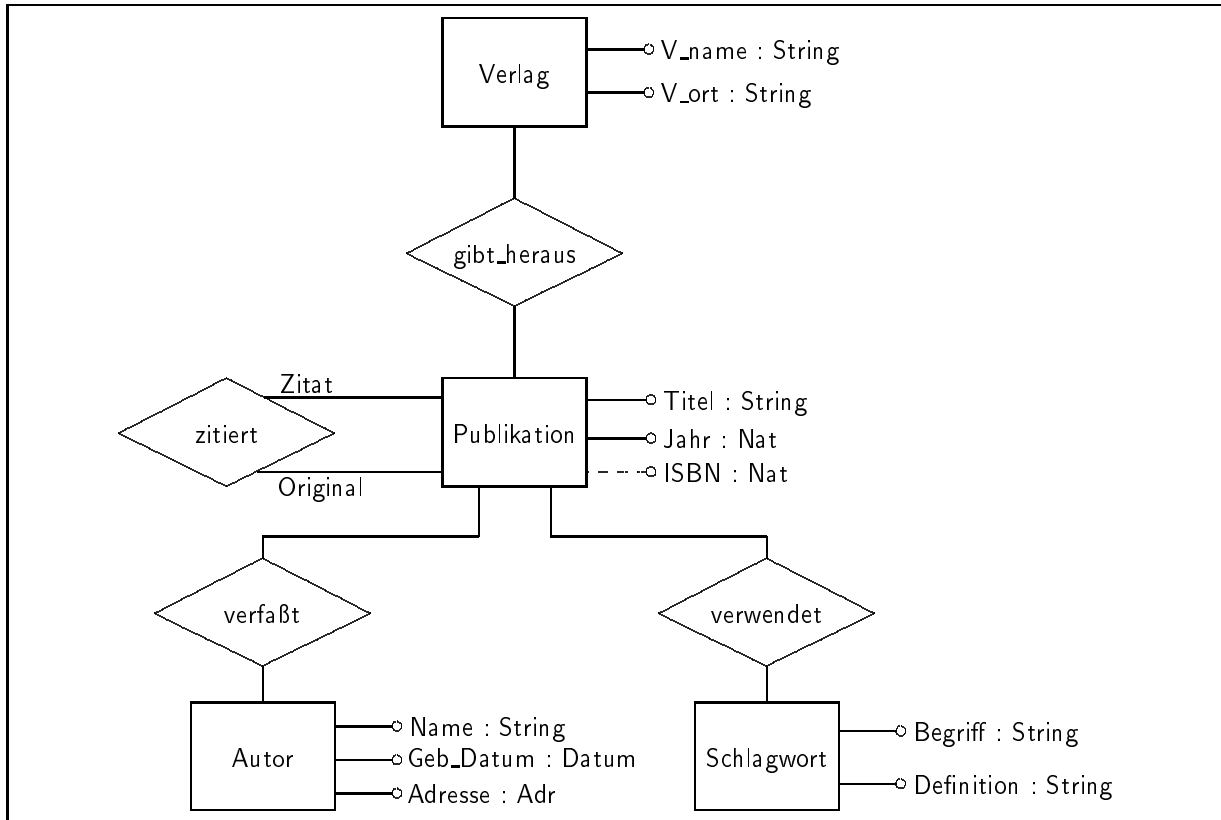 Verlag
V_name : String
V_ort : String
gibt_heraus
Zitat
zitiert
Original
Publikation
Titel : String
Jahr : Nat
ISBN : Nat
verfaßt
verwendet
Autor
Name : String
Geb_Datum : Datum
Adresse : Adr
Schlagwort
Begriff : String
Definition : String